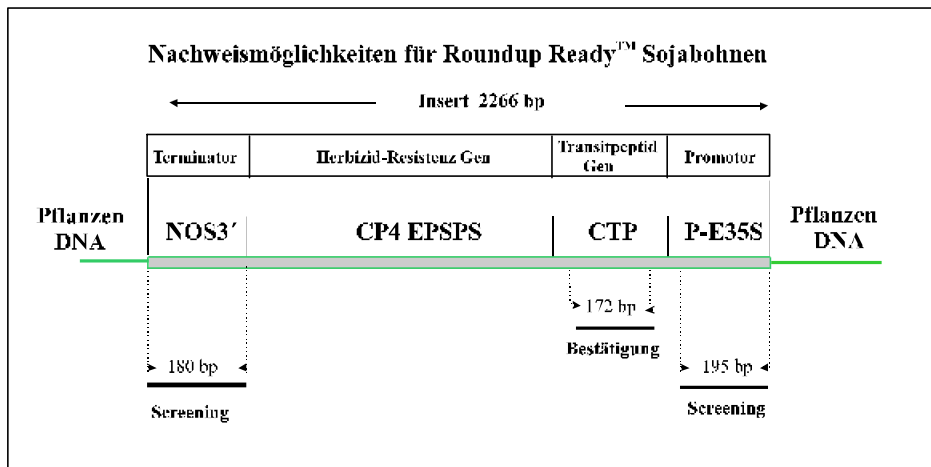 Nachweismöglichkeiten für Roundup Ready™ Sojabohnen
Insert 2266 bp
Terminator
Herbizid-Resistenz Gen
Transitpeptid
Gen
Promotor
Pflanzen
DNA
NOS3´
CP4 EPSPS
CTP
P-E35S
Pflanzen
DNA
172 bp
Bestätigung
180 bp
Screening
195 bp
Screening